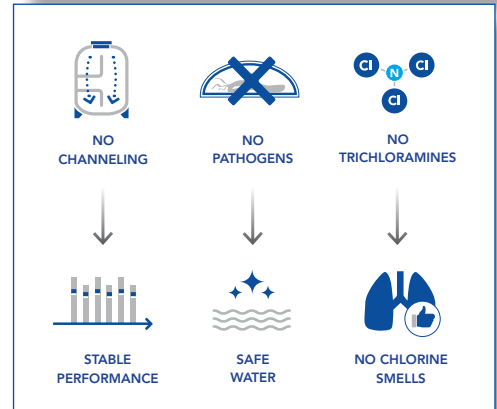 Cl
N
Cl
Cl
NO
CHANNELING
NO
PATHOGENS
NO
TRICHLORAMINES
STABLE
PERFORMANCE
SAFE
WATER
NO CHLORINE
SMELLS